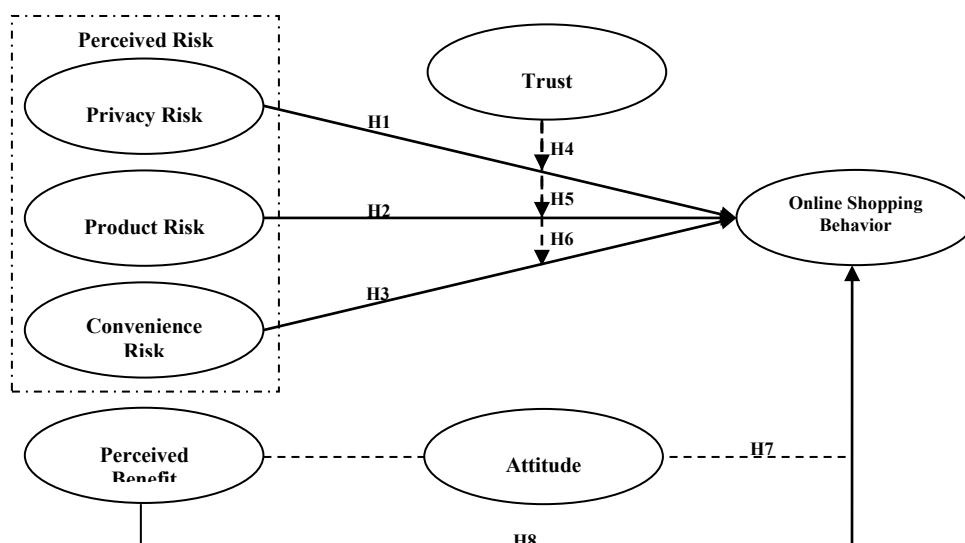 Perceived Risk
Privacy Risk
Trust
H1
H4
Product Risk
H2
H5
Online Shopping
Behavior
H6
Convenience
Risk
H3
Perceived
Benefit
Attitude
H7
H8